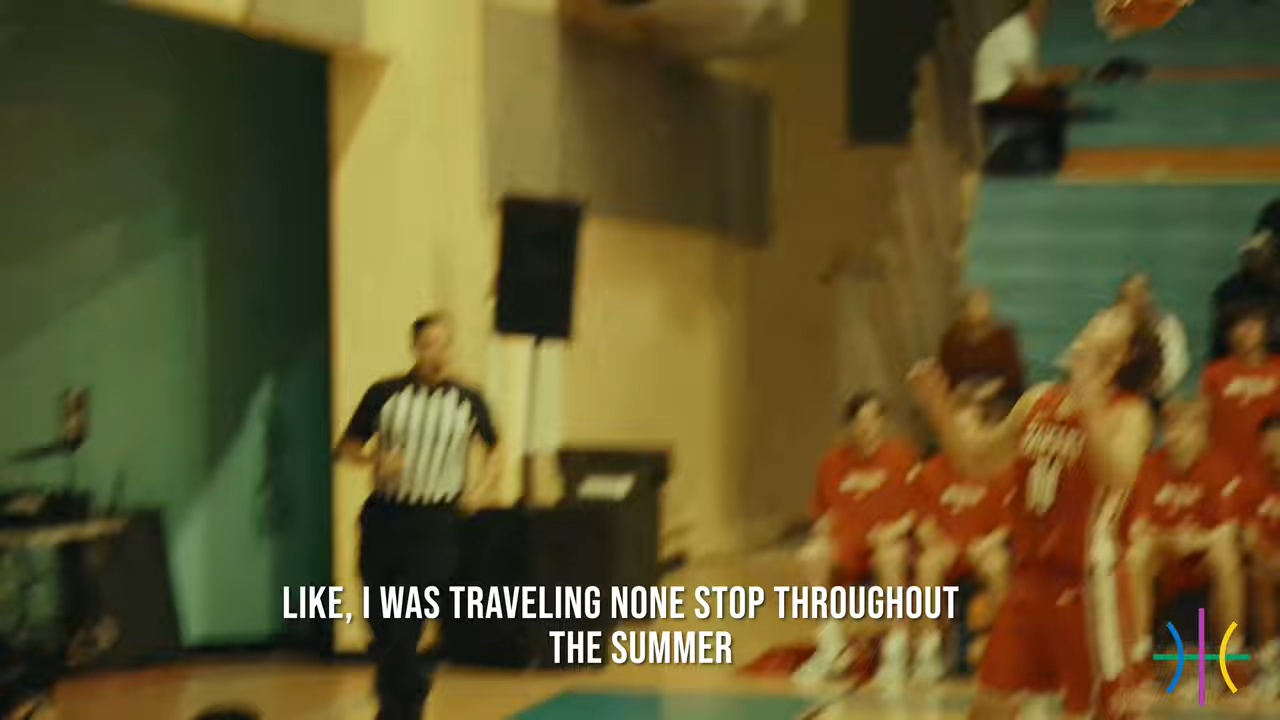 LIKE, I WAS TRAVELING NONE STOP THROUGHOUT
THE SUMMER